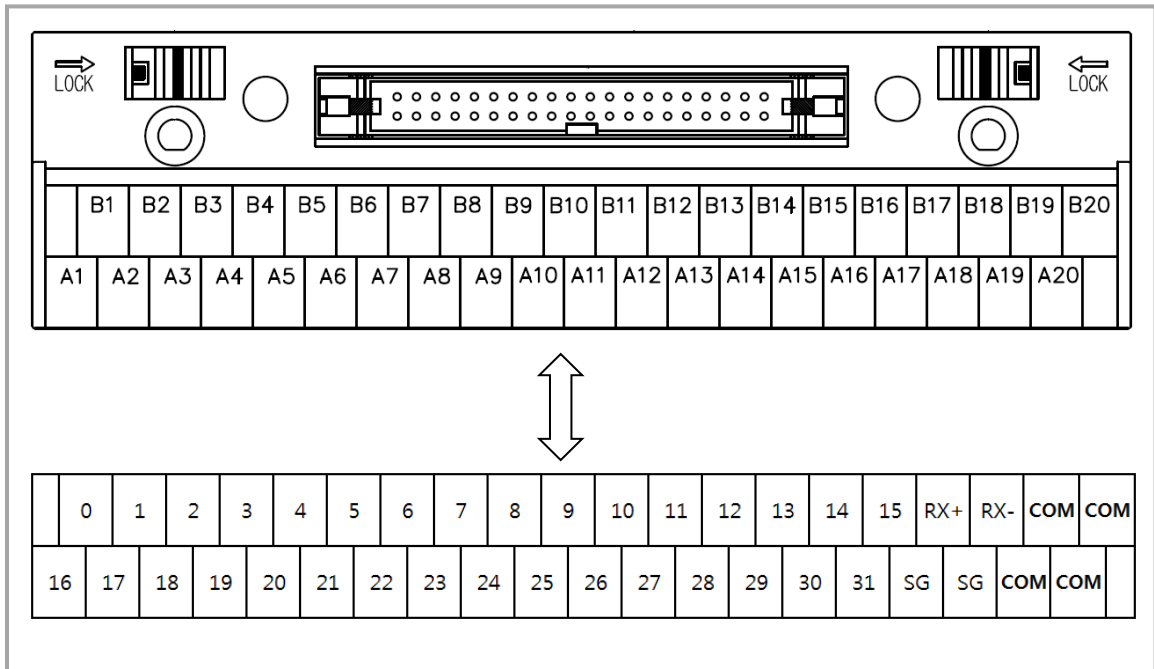 LOCK LOCK
B1 B2 B3 B4 B5 B6 B7 B8 B9 B10 B11 B12 B13 B14 B15 B16 B17 B18 B19 B20
A1 A2 A3 A4 A5 A6 A7 A8 A9 A10 A11 A12 A13 A14 A15 A16 A17 A18 A19 A20
0 1 2 3 4 5 6 7 8 9 10 11 12 13 14 15 RX+ RX- COM COM
16 17 18 19 20 21 22 23 24 25 26 27 28 29 30 31 SG SG COM COM